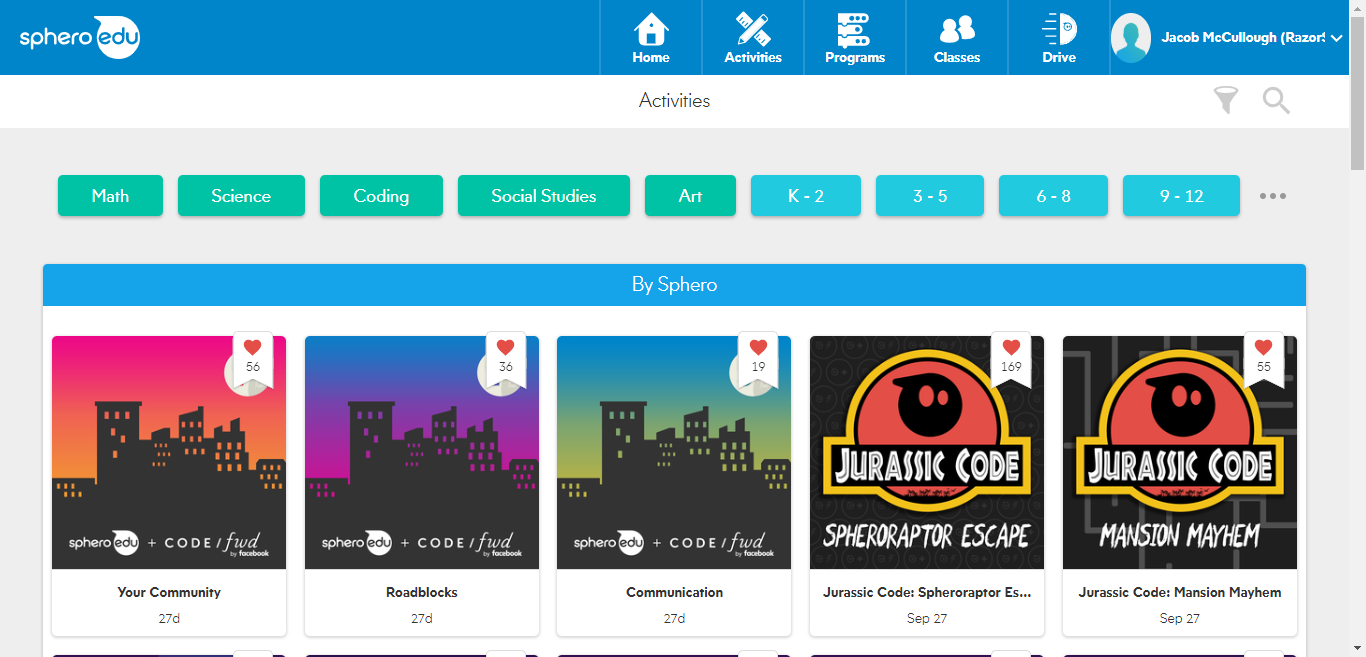 sphero edu
Home
Activities
Programs
Classes
Drive
Jacob McCullough (Razor
Activities
Math
Science
Coding
Social Studies
Art
K - 2
3 - 5
6 - 8
9 - 12
•••
By Sphero
56
36
19
169
55
sphero edu + CODE/fwd
by facebook
sphero edu + CODE/fwd
by facebook
sphero edu + CODE/fwd
by facebook
JURASSIC CODE
SPHERORAPTOR ESCAPE
JURASSIC CODE
MANSION MAYHEM
Your Community
27d
Roadblocks
27d
Communication
27d
Jurassic Code: Spheroraptor Es...
Sep 27
Jurassic Code: Mansion Mayhem
Sep 27